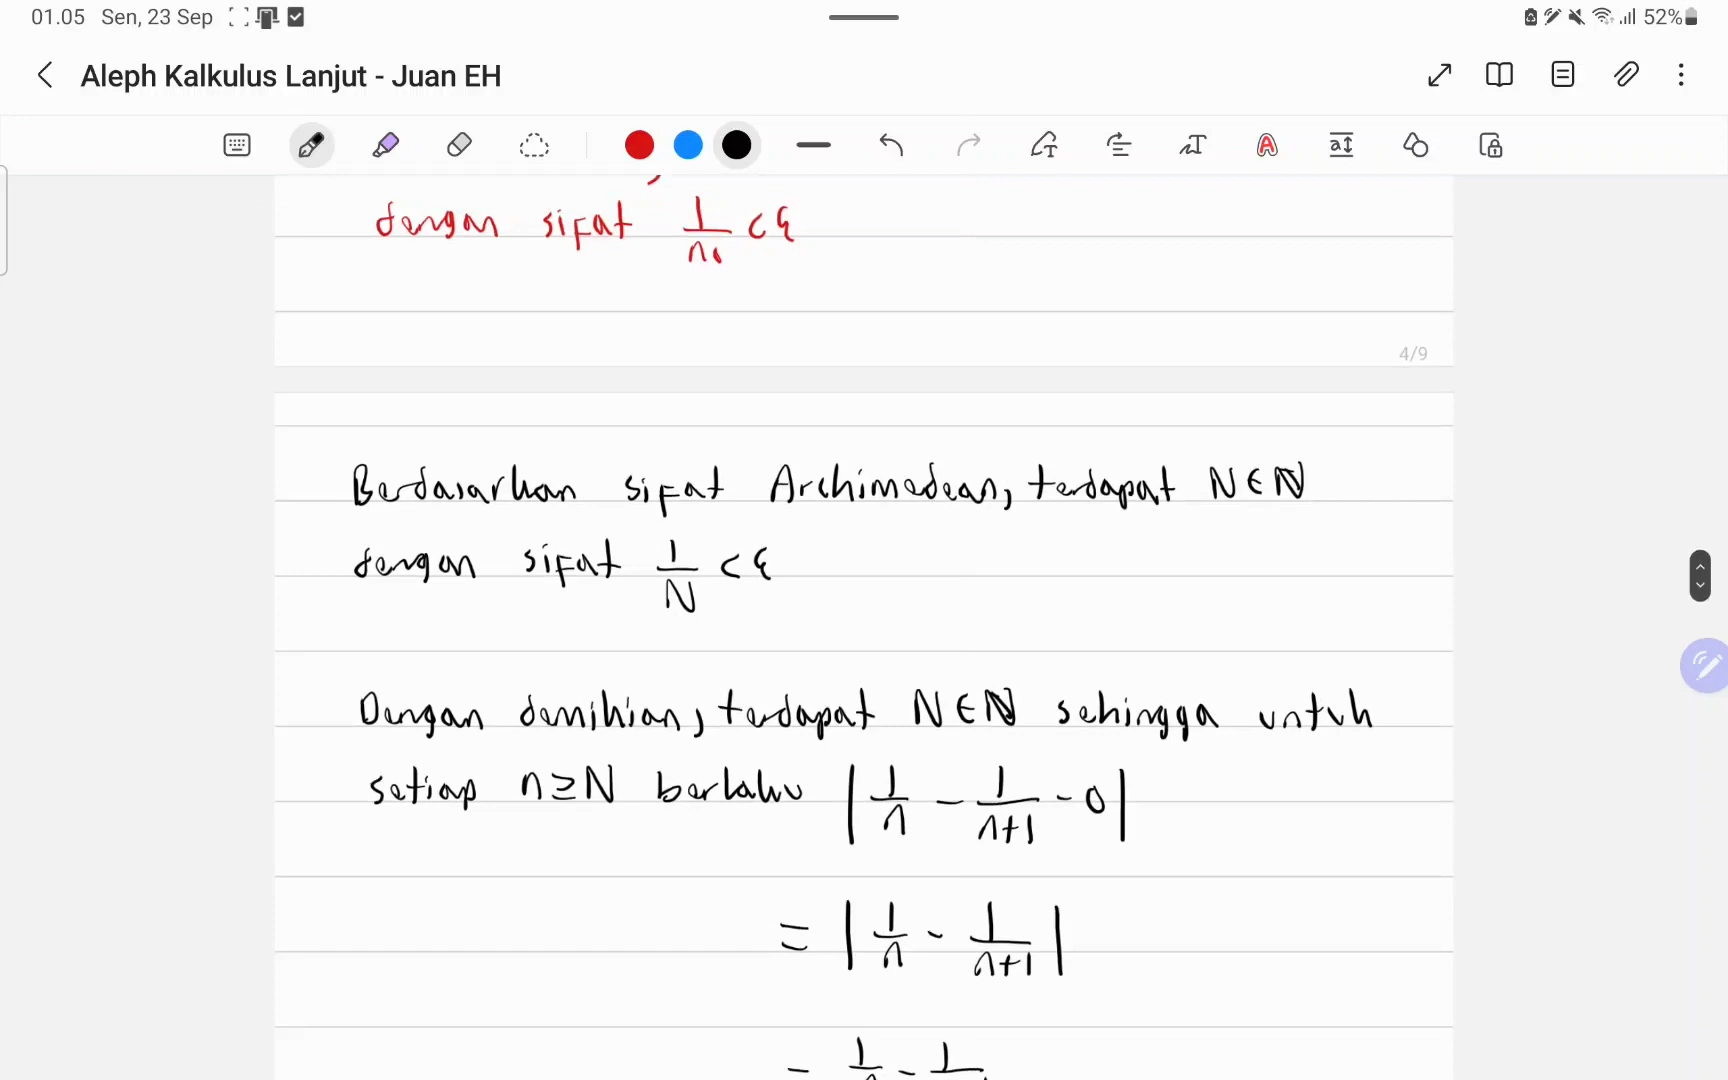 01.05 Sen, 23 Sep 52%
Aleph Kalkulus Lanjut - Juan EH
dengan sifat 1/n₀ < ε
4/9
Berdasarkan sifat Archimedean, terdapat N ∈ ℕ
dengan sifat 1/N < ε
Dengan demikian, terdapat N ∈ ℕ sehingga untuk
setiap n ≥ N berlaku |1/n - 1/(n+1) - 0|
= |1/n - 1/(n+1)|